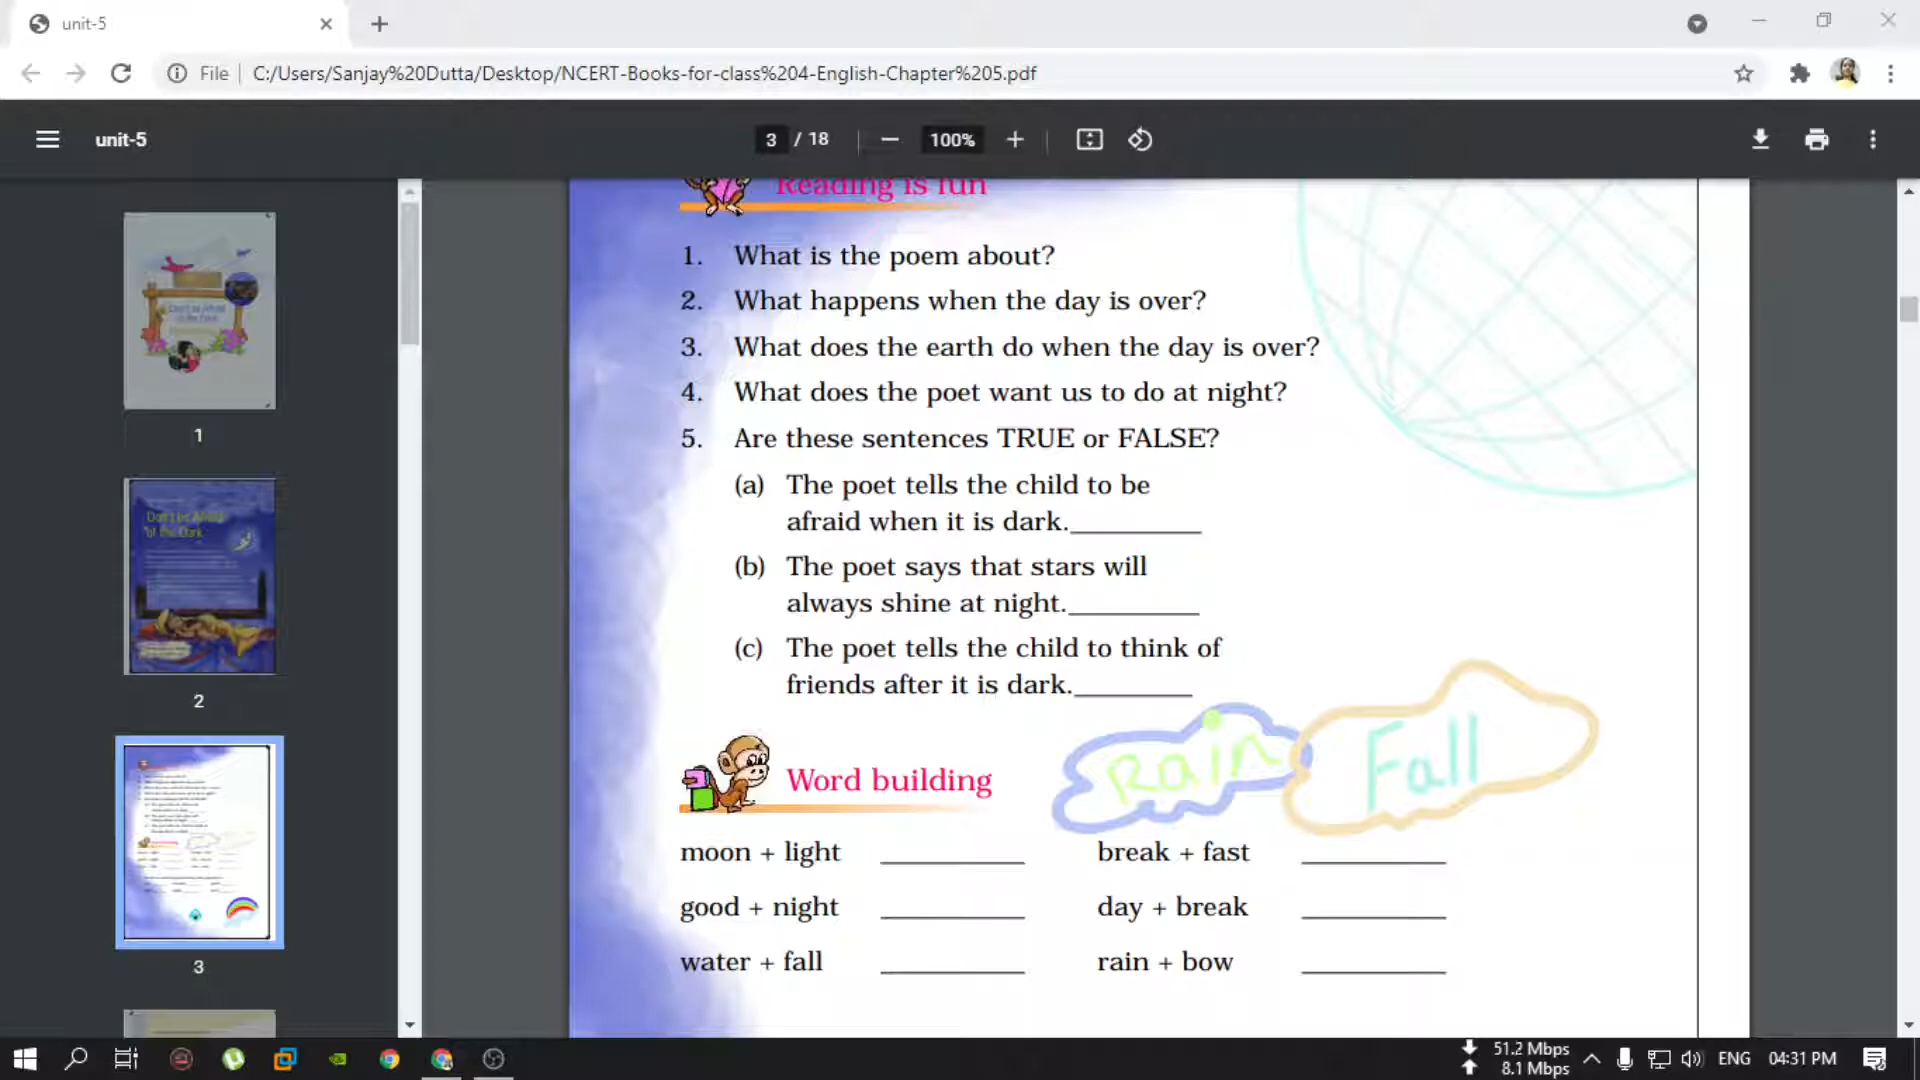 unit-5
File
C:/Users/Sanjay%20Dutta/Desktop/NCERT-Books-for-class%204-English-Chapter%205.pdf
unit-5
3 / 18
100%
Reading is fun
1. What is the poem about?
2. What happens when the day is over?
3. What does the earth do when the day is over?
4. What does the poet want us to do at night?
5. Are these sentences TRUE or FALSE?
(a) The poet tells the child to be
afraid when it is dark.
(b) The poet says that stars will
always shine at night.
(c) The poet tells the child to think of
friends after it is dark.
Rain Fall
Word building
moon + light break + fast
good + night day + break
water + fall rain + bow
1
Don't be Afraid
of the Dark
2
3
51.2 Mbps
8.1 Mbps
ENG
04:31 PM